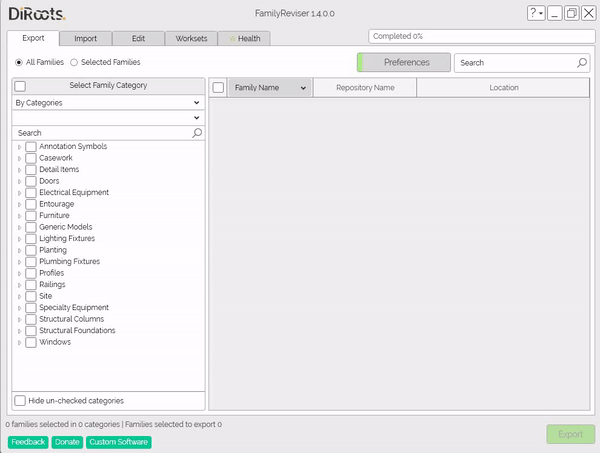 DiRoots.
FamilyReviser 1.4.0.0
?
Export
Import
Edit
Worksets
Health
Completed 0%
All Families
Selected Families
Preferences
Search
Select Family Category
Family Name
Repository Name
Location
By Categories
Search
Annotation Symbols
Casework
Detail Items
Doors
Electrical Equipment
Entourage
Furniture
Generic Models
Lighting Fixtures
Planting
Plumbing Fixtures
Profiles
Railings
Site
Specialty Equipment
Structural Columns
Structural Foundations
Windows
Hide un-checked categories
0 families selected in 0 categories | Families selected to export 0
Export
Feedback
Donate
Custom Software